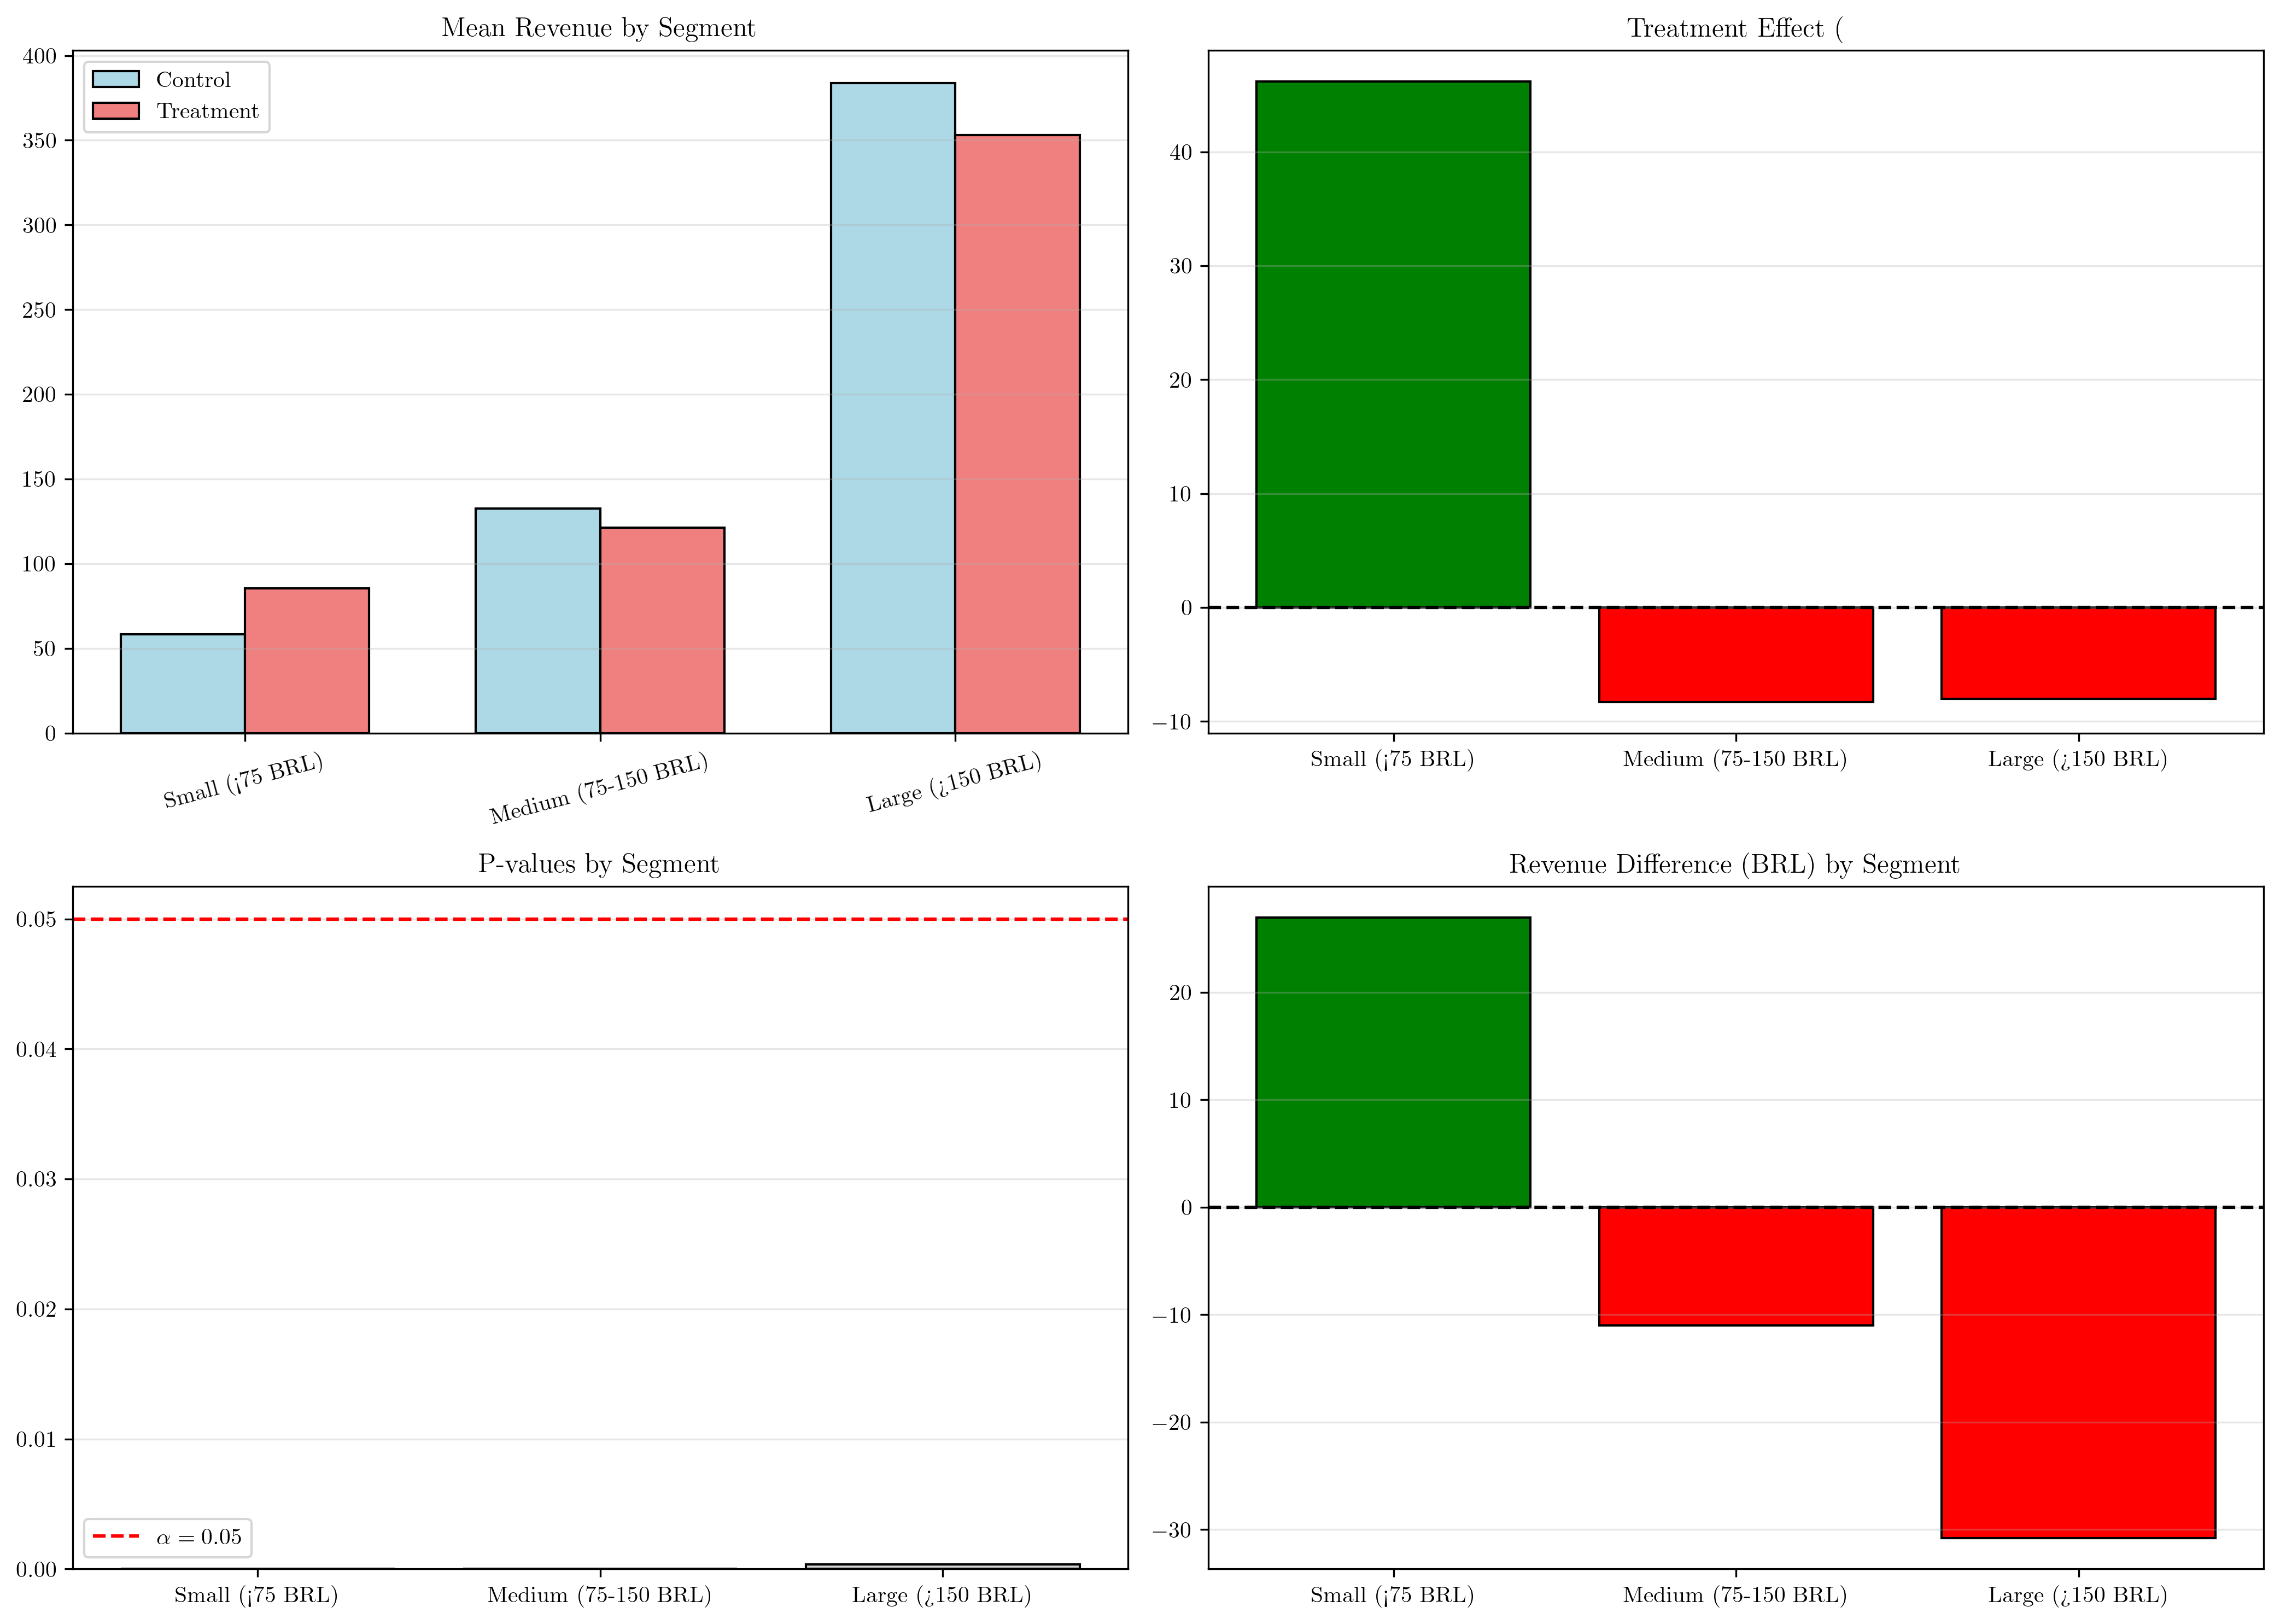 Mean Revenue by Segment
Control
Treatment
400
350
300
250
200
150
100
50
0
Small (¿75 BRL)
Medium (75-150 BRL)
Large (¿150 BRL)
Treatment Effect (
40
30
20
10
0
−10
Small (¿75 BRL)
Medium (75-150 BRL)
Large (¿150 BRL)
P-values by Segment
0.05
0.04
0.03
0.02
0.01
0.00
α = 0.05
Small (¿75 BRL)
Medium (75-150 BRL)
Large (¿150 BRL)
Revenue Difference (BRL) by Segment
20
10
0
−10
−20
−30
Small (¿75 BRL)
Medium (75-150 BRL)
Large (¿150 BRL)